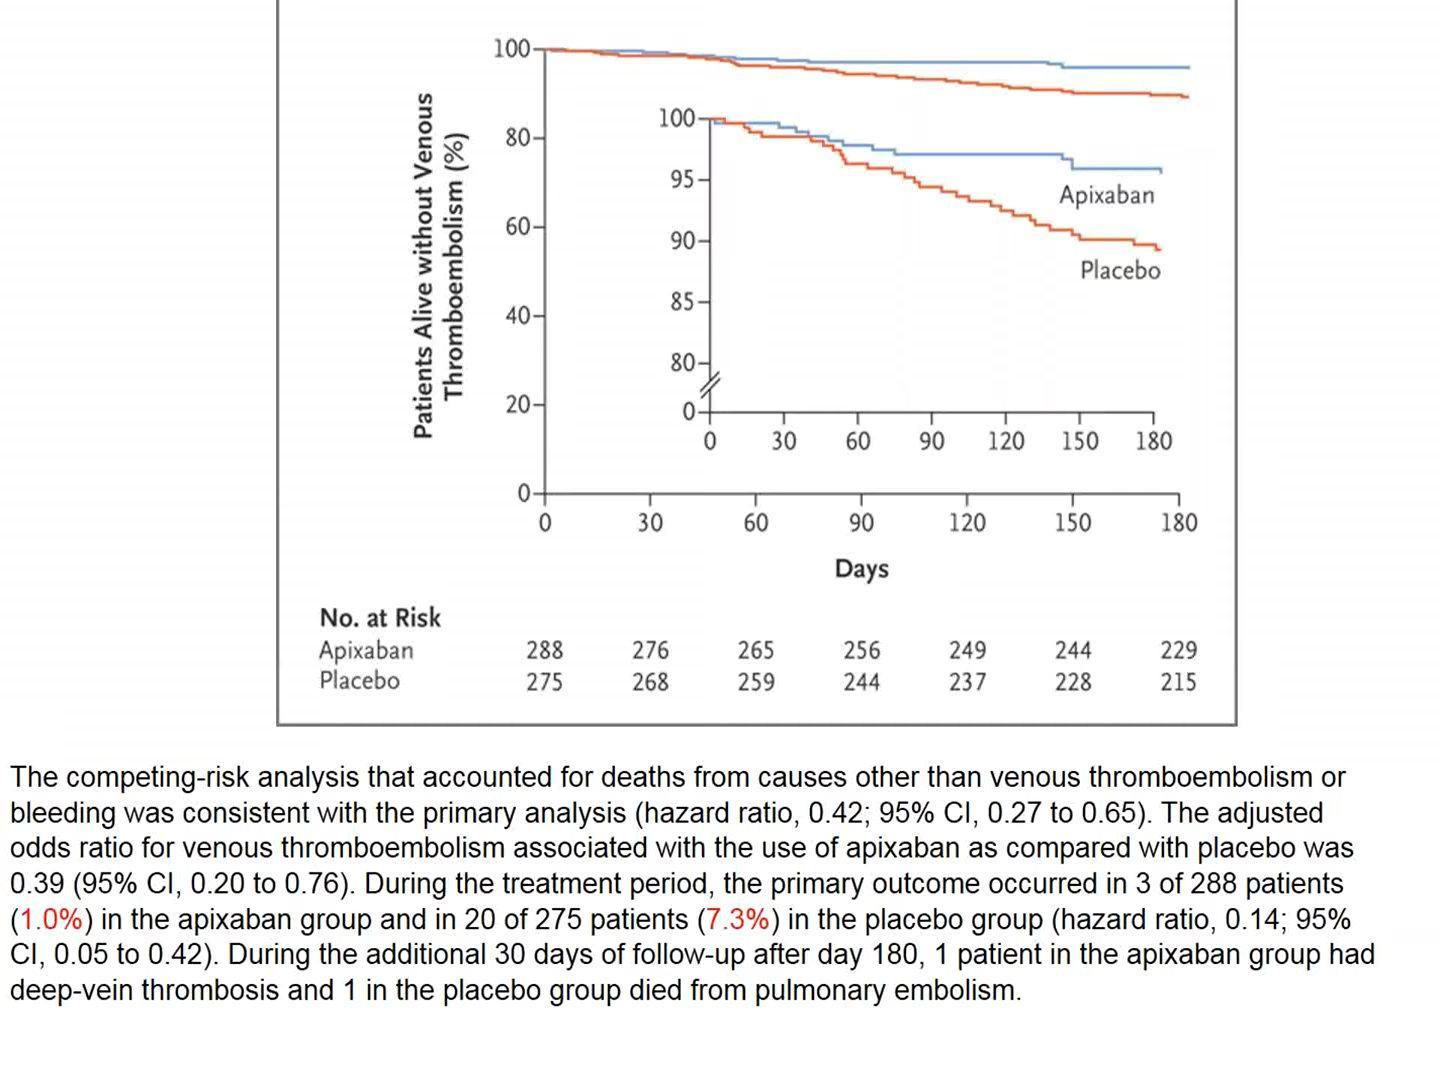 Patients Alive without Venous
Thromboembolism (%)
100
80
60
40
20
0
100
95
90
85
80
0
Apixaban
Placebo
0 30 60 90 120 150 180
0 30 60 90 120 150 180
Days
No. at Risk
Apixaban 288 276 265 256 249 244 229
Placebo 275 268 259 244 237 228 215
The competing-risk analysis that accounted for deaths from causes other than venous thromboembolism or
bleeding was consistent with the primary analysis (hazard ratio, 0.42; 95% CI, 0.27 to 0.65). The adjusted
odds ratio for venous thromboembolism associated with the use of apixaban as compared with placebo was
0.39 (95% CI, 0.20 to 0.76). During the treatment period, the primary outcome occurred in 3 of 288 patients
(1.0%) in the apixaban group and in 20 of 275 patients (7.3%) in the placebo group (hazard ratio, 0.14; 95%
CI, 0.05 to 0.42). During the additional 30 days of follow-up after day 180, 1 patient in the apixaban group had
deep-vein thrombosis and 1 in the placebo group died from pulmonary embolism.